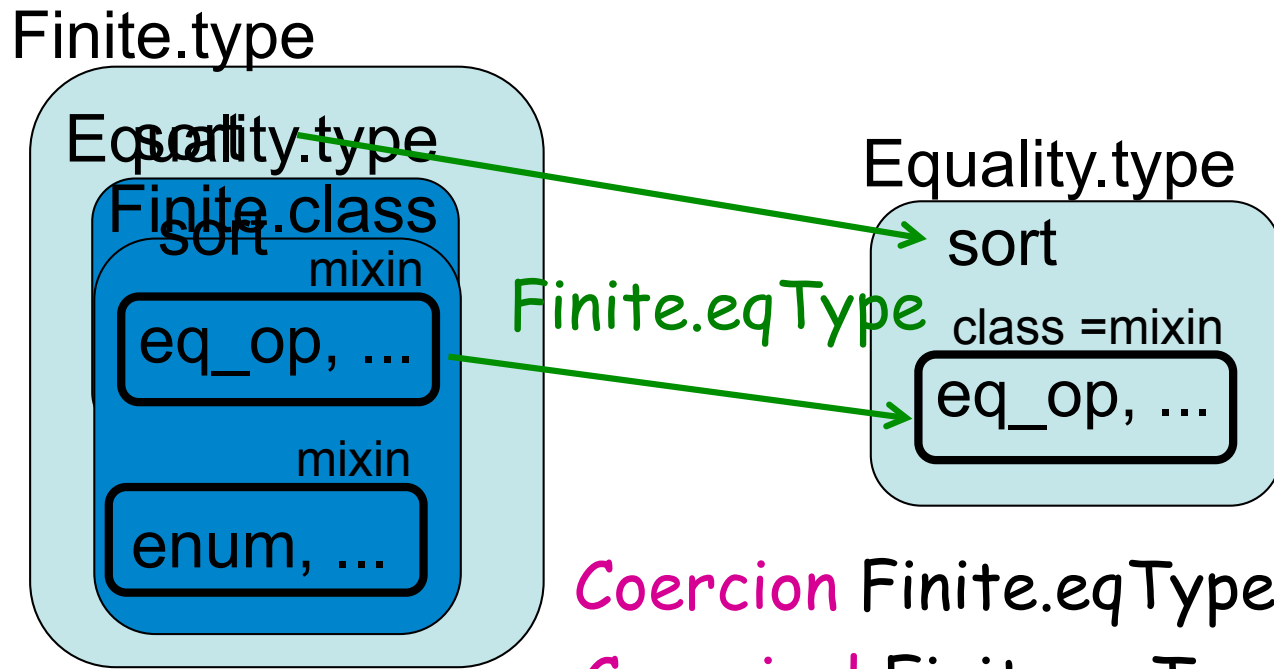 Finite.type
Equality.type
sort
Finite.class
sort
mixin
eq_op, ...
mixin
enum, ...
Finite.eqType
Equality.type
sort
class =mixin
eq_op, ...
Coercion Finite.eqType